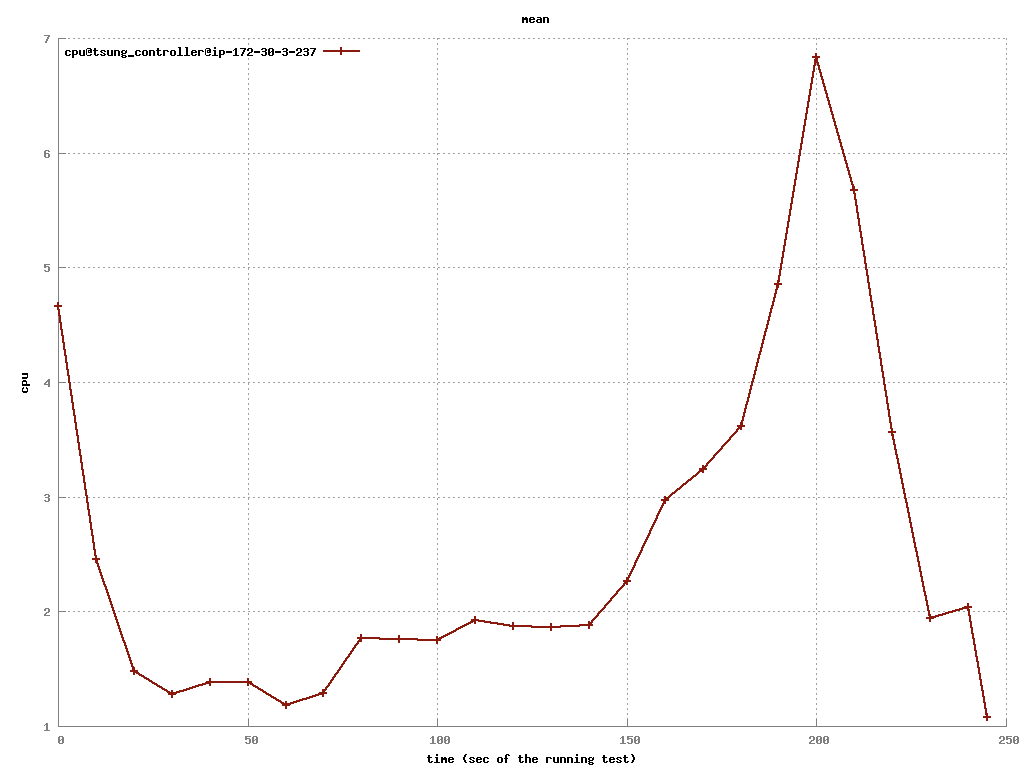 mean
cpu@tsung_controller@ip-172-30-3-237
7
6
5
4
3
2
1
cpu
0 50 100 150 200 250
time (sec of the running test)